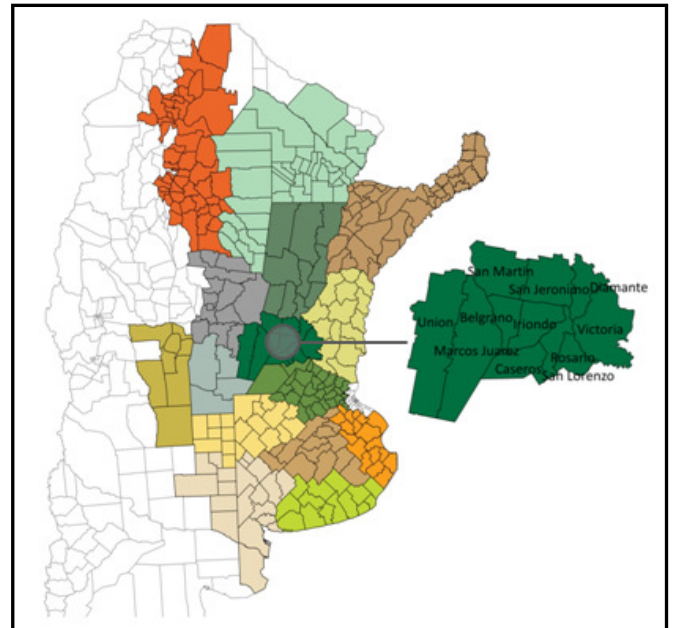 San Martin
San Jeronimo
Diamante
Union
Belgrano
Iriondo
Victoria
Marcos Juarez
Rosario
Caseros
San Lorenzo